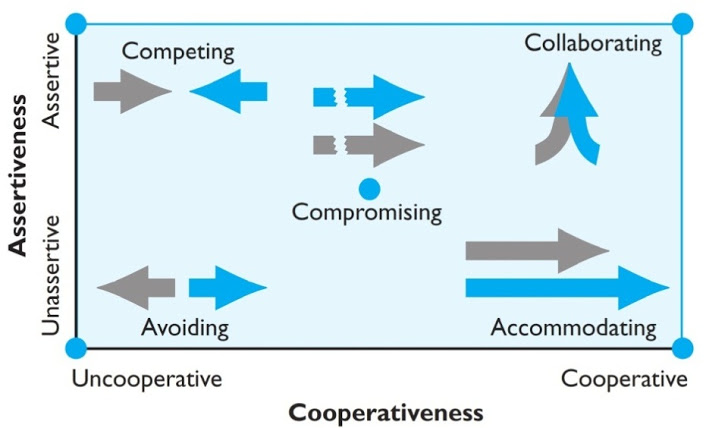 Competing
Collaborating
Assertive
Assertiveness
Compromising
Unassertive
Avoiding
Accommodating
Uncooperative
Cooperative
Cooperativeness